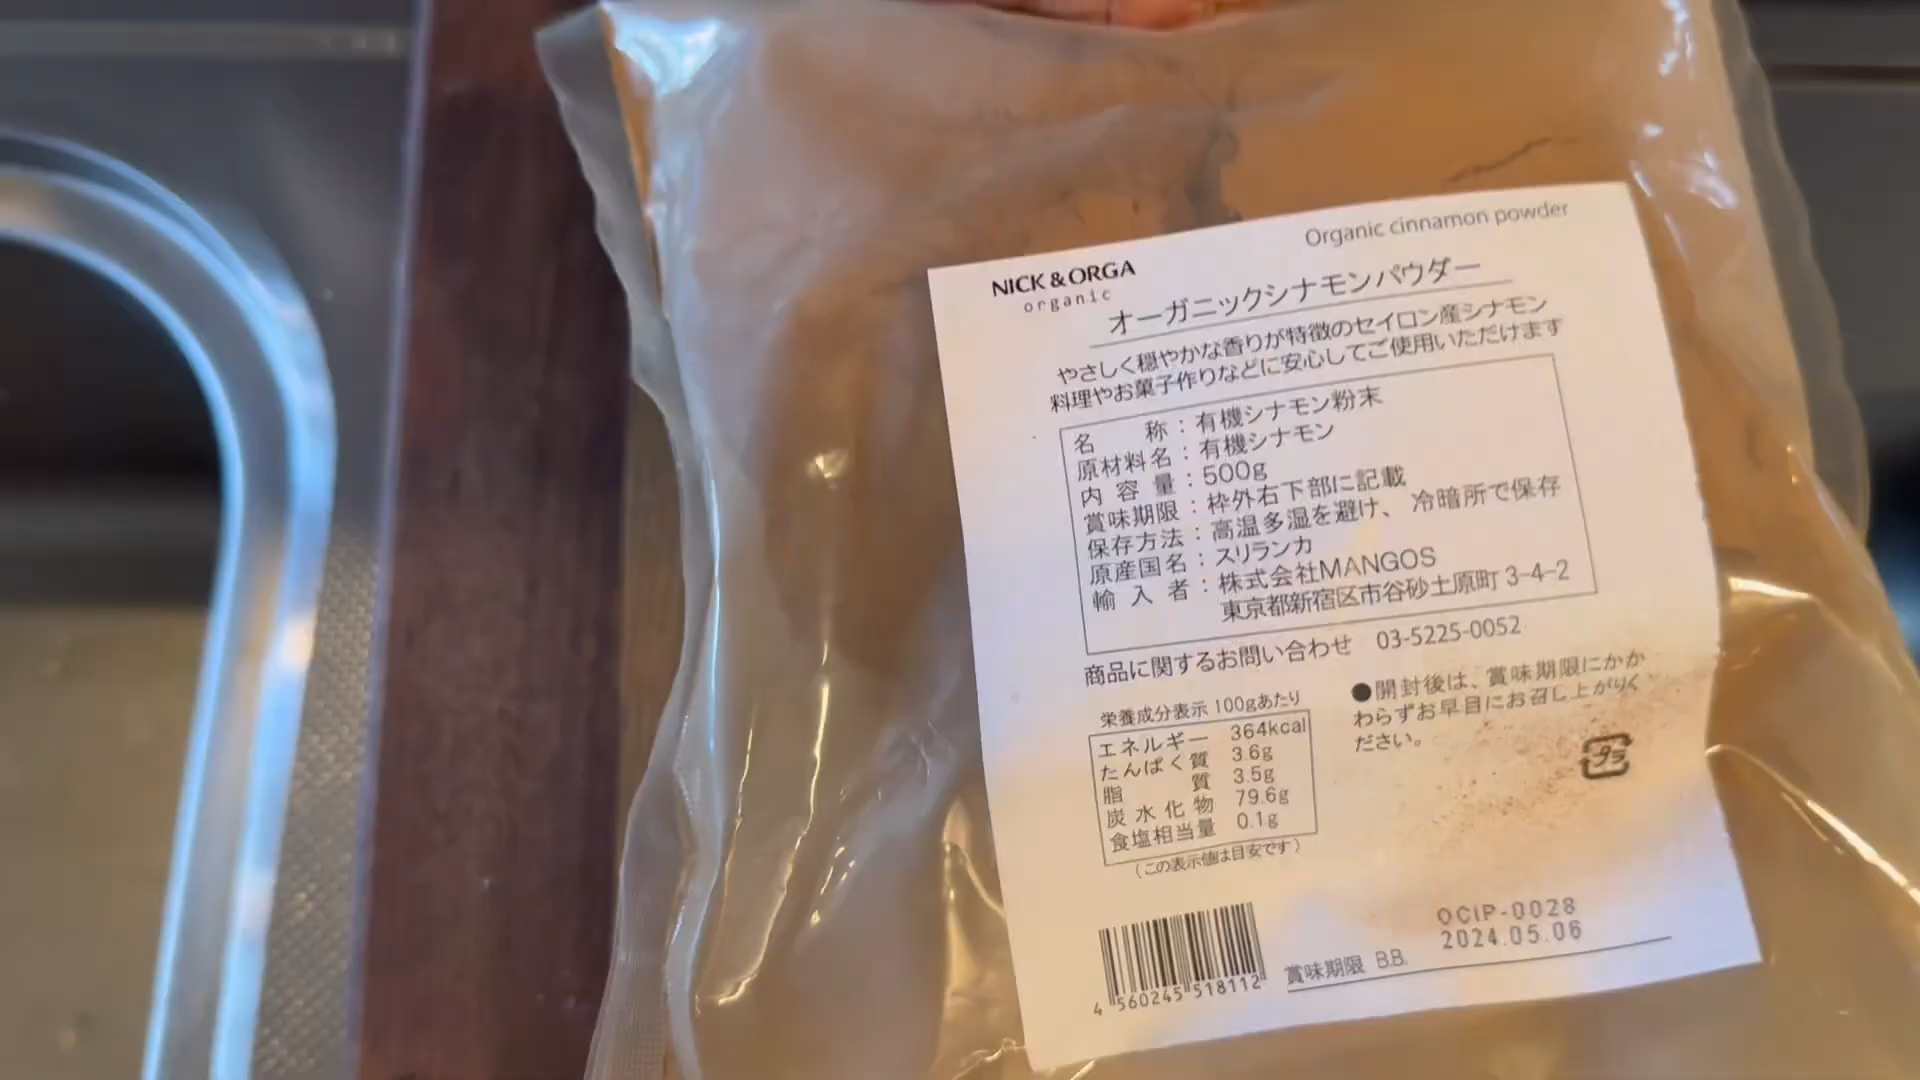 Organic cinnamon powder
NICK & ORGA
organic
オーガニックシナモンパウダー
やさしく穏やかな香りが特徴のセイロン産シナモン
料理やお菓子作りなどに安心してご使用いただけます
名称：有機シナモン粉末
原材料名：有機シナモン
内容量：500g
賞味期限：枠外右下部に記載
保存方法：高温多湿を避け、冷暗所で保存
原産国名：スリランカ
輸入者：株式会社MANGOS
東京都新宿区市谷砂土原町 3-4-2
商品に関するお問い合わせ 03-5225-0052
栄養成分表示 100gあたり
エネルギー 364kcal
たんぱく質 3.6g
脂質 3.5g
炭水化物 79.6g
食塩相当量 0.1g
(この表示値は目安です)
●開封後は、賞味期限にかか
わらずお早目にお召し上がりく
ださい。
プラ
4 560245 518112
賞味期限 B.B.
OCIP-0028
2024.05.06